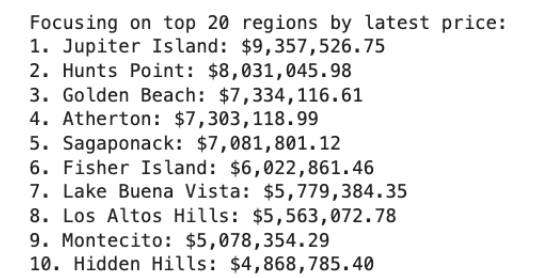 Focusing on top 20 regions by latest price:
1. Jupiter Island: $9,357,526.75
2. Hunts Point: $8,031,045.98
3. Golden Beach: $7,334,116.61
4. Atherton: $7,303,118.99
5. Sagaponack: $7,081,801.12
6. Fisher Island: $6,022,861.46
7. Lake Buena Vista: $5,779,384.35
8. Los Altos Hills: $5,563,072.78
9. Montecito: $5,078,354.29
10. Hidden Hills: $4,868,785.40